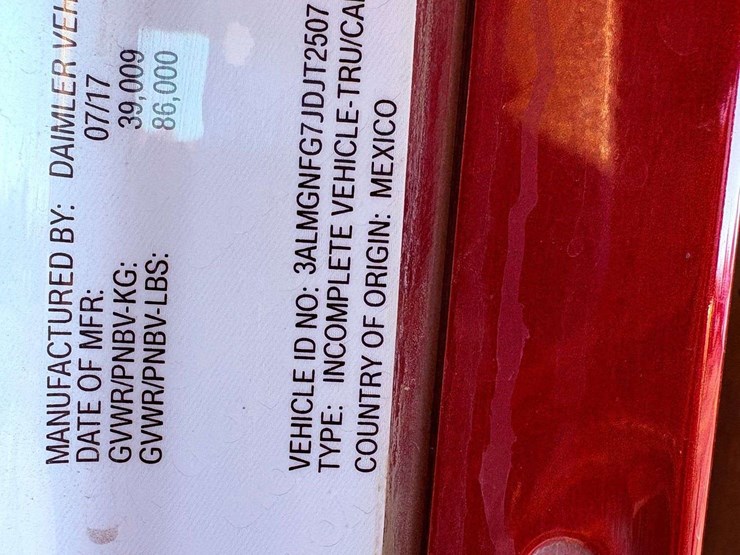 MANUFACTURED BY: DAIMLER VEH
DATE OF MFR: 07/17
GVWR/PNBV-KG: 39,009
GVWR/PNBV-LBS: 86,000
VEHICLE ID NO: 3ALMGNFG7JDJT2507
TYPE: INCOMPLETE VEHICLE-TRU/CA
COUNTRY OF ORIGIN: MEXICO